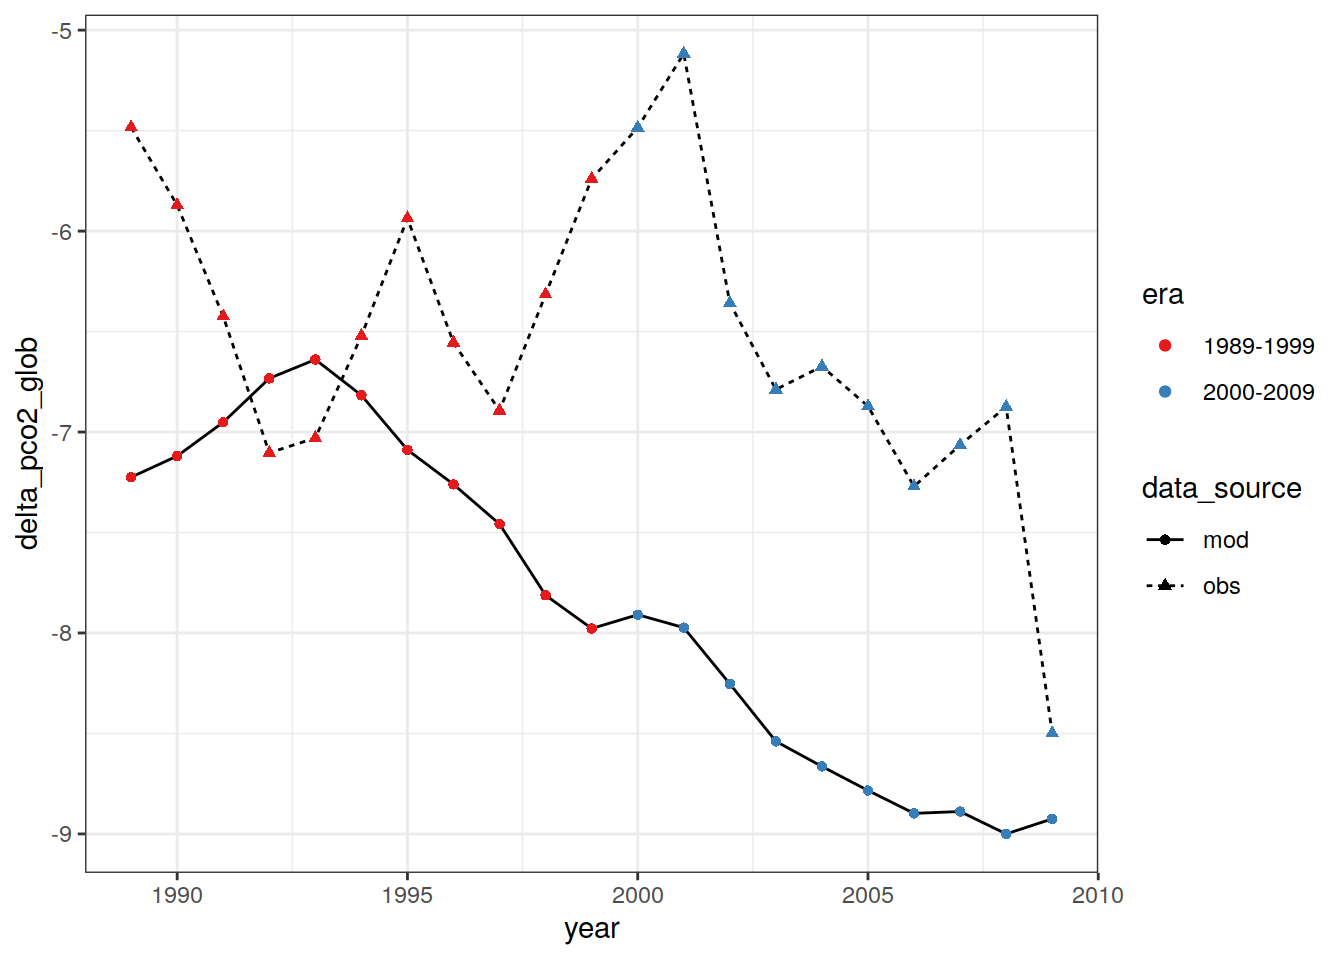 -5
-6
-7
-8
-9
delta_pco2_glob
1990 1995 2000 2005 2010
year
era
1989-1999
2000-2009
data_source
mod
obs